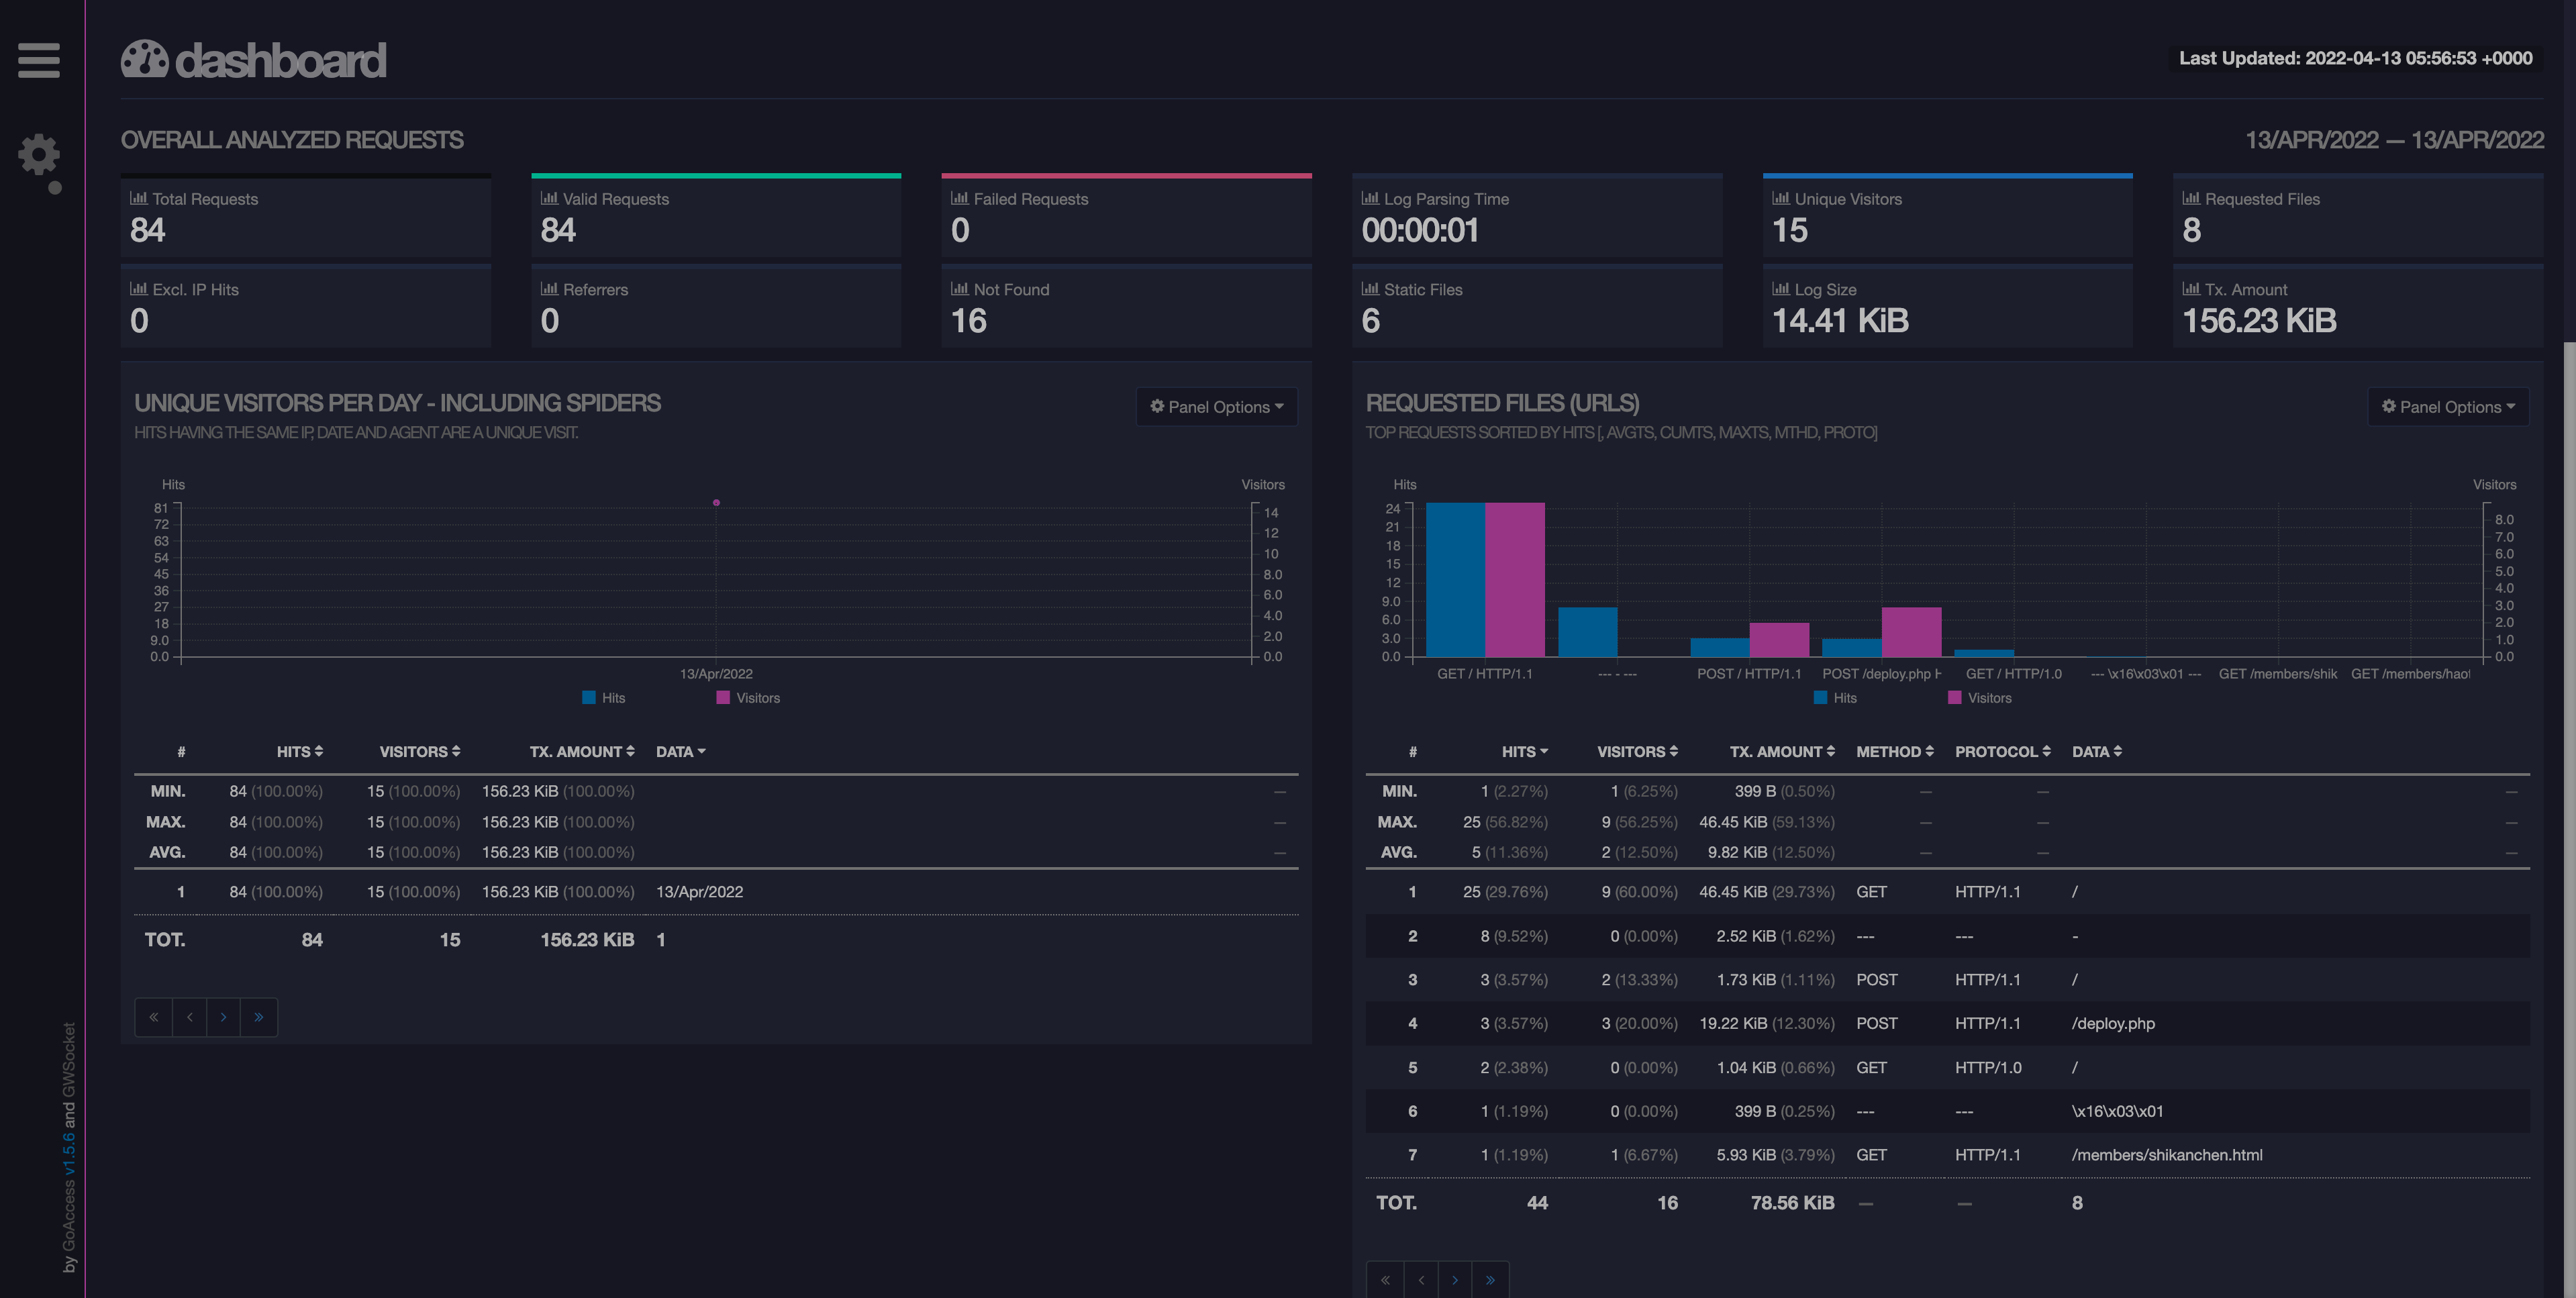 dashboard
Last Updated: 2022-04-13 05:56:53 +0000
OVERALL ANALYZED REQUESTS
13/APR/2022 — 13/APR/2022
Total Requests
84
Valid Requests
84
Failed Requests
0
Log Parsing Time
00:00:01
Unique Visitors
15
Requested Files
8
Excl. IP Hits
0
Referrers
0
Not Found
16
Static Files
6
Log Size
14.41 KiB
Tx. Amount
156.23 KiB
UNIQUE VISITORS PER DAY - INCLUDING SPIDERS
Panel Options
HITS HAVING THE SAME IP, DATE AND AGENT ARE A UNIQUE VISIT.
Hits
Visitors
81
72
63
54
45
36
27
18
9.0
0.0
14
12
10
8.0
6.0
4.0
2.0
0.0
13/Apr/2022
Hits
Visitors
# HITS VISITORS TX. AMOUNT DATA
MIN. 84 (100.00%) 15 (100.00%) 156.23 KiB (100.00%) —
MAX. 84 (100.00%) 15 (100.00%) 156.23 KiB (100.00%) —
AVG. 84 (100.00%) 15 (100.00%) 156.23 KiB (100.00%) —
1 84 (100.00%) 15 (100.00%) 156.23 KiB (100.00%) 13/Apr/2022
TOT. 84 15 156.23 KiB 1
« ‹ › »
REQUESTED FILES (URLS)
Panel Options
TOP REQUESTS SORTED BY HITS [, AVGTS, CUMTS, MAXTS, MTHD, PROTO]
Hits
Visitors
24
21
18
15
12
9.0
6.0
3.0
0.0
8.0
7.0
6.0
5.0
4.0
3.0
2.0
1.0
0.0
GET / HTTP/1.1
--- - ---
POST / HTTP/1.1
POST /deploy.php H
GET / HTTP/1.0
--- \x16\x03\x01 ---
GET /members/shik
GET /members/hao
Hits
Visitors
# HITS VISITORS TX. AMOUNT METHOD PROTOCOL DATA
MIN. 1 (2.27%) 1 (6.25%) 399 B (0.50%) — — —
MAX. 25 (56.82%) 9 (56.25%) 46.45 KiB (59.13%) — — —
AVG. 5 (11.36%) 2 (12.50%) 9.82 KiB (12.50%) — — —
1 25 (29.76%) 9 (60.00%) 46.45 KiB (29.73%) GET HTTP/1.1 /
2 8 (9.52%) 0 (0.00%) 2.52 KiB (1.62%) --- --- -
3 3 (3.57%) 2 (13.33%) 1.73 KiB (1.11%) POST HTTP/1.1 /
4 3 (3.57%) 3 (20.00%) 19.22 KiB (12.30%) POST HTTP/1.1 /deploy.php
5 2 (2.38%) 0 (0.00%) 1.04 KiB (0.66%) GET HTTP/1.0 /
6 1 (1.19%) 0 (0.00%) 399 B (0.25%) --- --- \x16\x03\x01
7 1 (1.19%) 1 (6.67%) 5.93 KiB (3.79%) GET HTTP/1.1 /members/shikanchen.html
TOT. 44 16 78.56 KiB — — 8
« ‹ › »
by GoAccess v1.5.6 and GWSocket